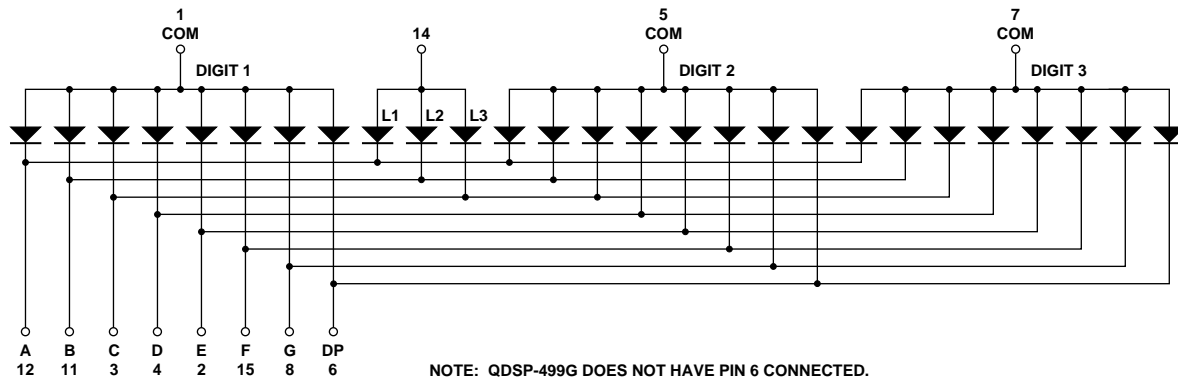 1 5 7
COM 14 COM COM
DIGIT 1 DIGIT 2 DIGIT 3
L1 L2 L3
A B C D E F G DP
12 11 3 4 2 15 8 6 NOTE: QDSP-499G DOES NOT HAVE PIN 6 CONNECTED.